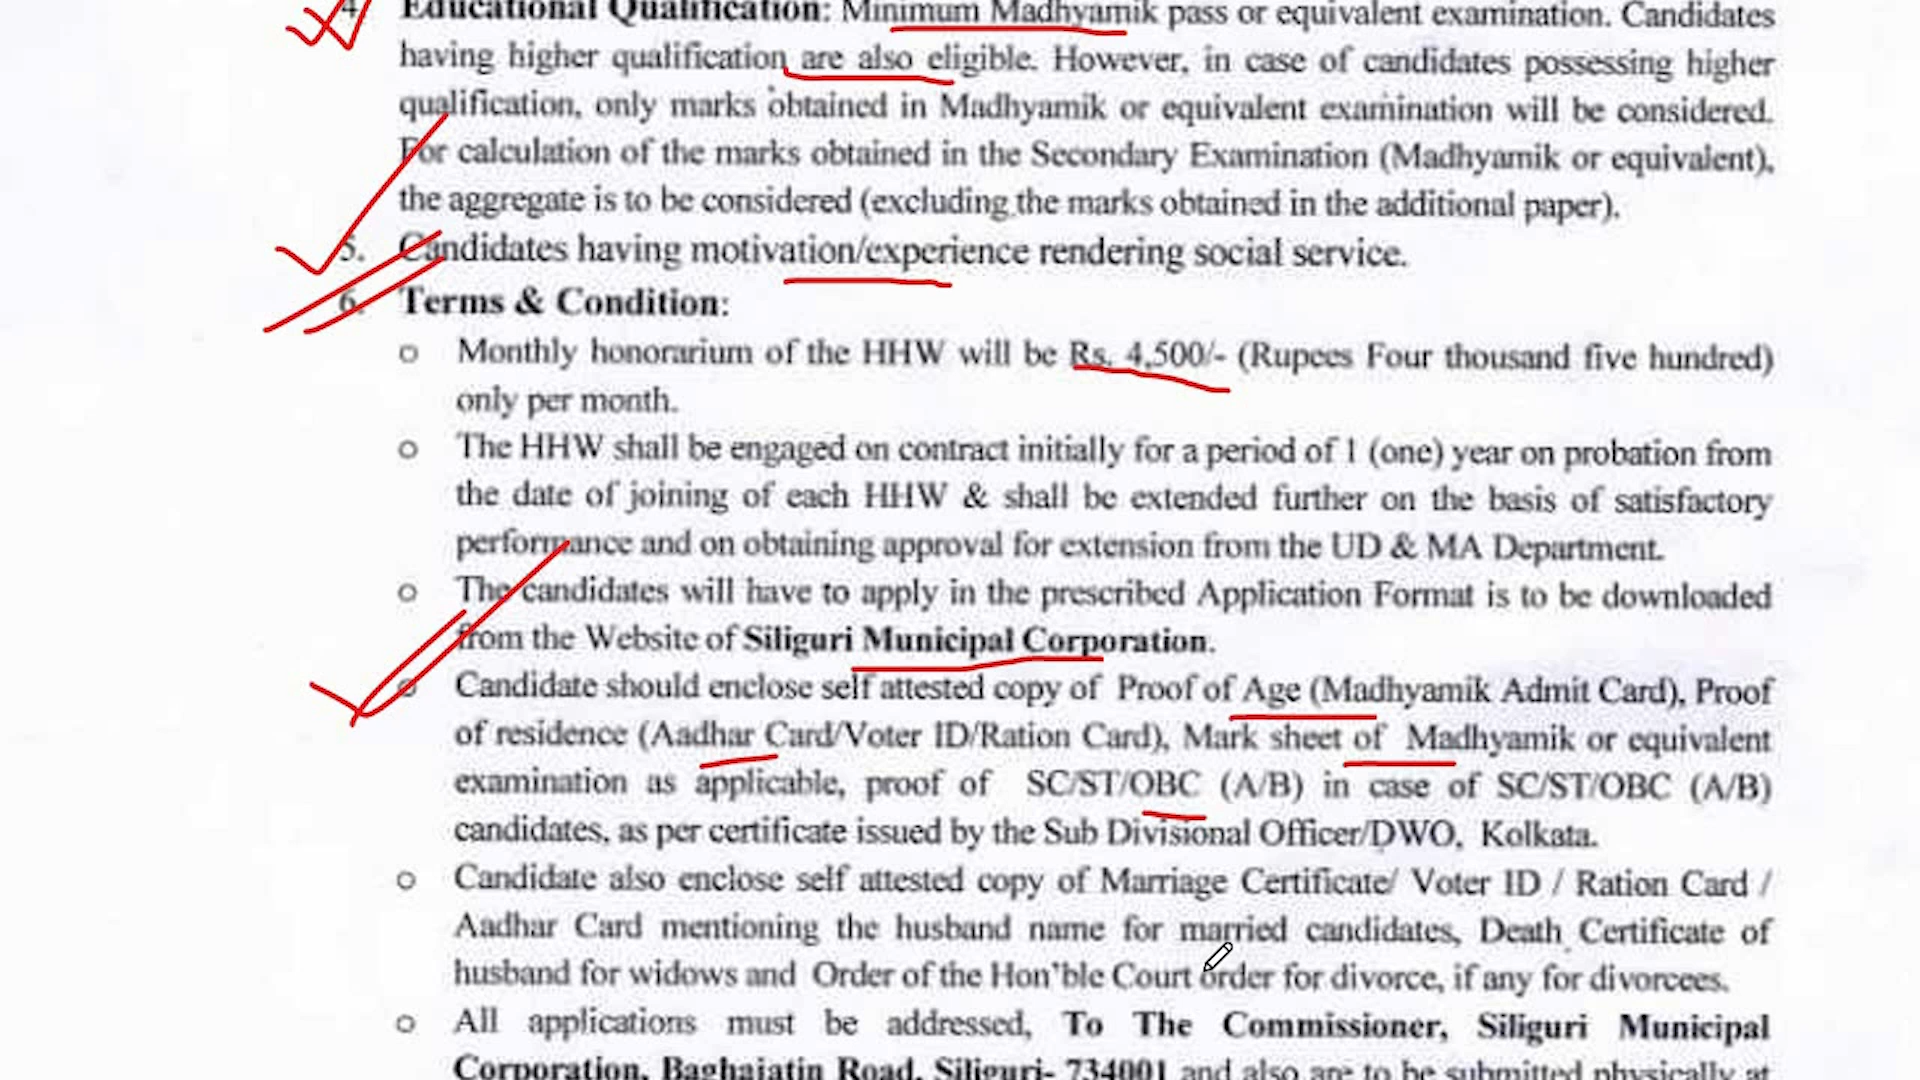 4. Educational Qualification: Minimum Madhyamik pass or equivalent examination. Candidates
having higher qualification are also eligible. However, in case of candidates possessing higher
qualification, only marks obtained in Madhyamik or equivalent examination will be considered.
For calculation of the marks obtained in the Secondary Examination (Madhyamik or equivalent),
the aggregate is to be considered (excluding the marks obtained in the additional paper).
5. Candidates having motivation/experience rendering social service.
6. Terms & Condition:
o Monthly honorarium of the HHW will be Rs. 4,500/- (Rupees Four thousand five hundred)
only per month.
o The HHW shall be engaged on contract initially for a period of 1 (one) year on probation from
the date of joining of each HHW & shall be extended further on the basis of satisfactory
performance and on obtaining approval for extension from the UD & MA Department.
o The candidates will have to apply in the prescribed Application Format is to be downloaded
from the Website of Siliguri Municipal Corporation.
o Candidate should enclose self attested copy of Proof of Age (Madhyamik Admit Card), Proof
of residence (Aadhar Card/Voter ID/Ration Card), Mark sheet of Madhyamik or equivalent
examination as applicable, proof of SC/ST/OBC (A/B) in case of SC/ST/OBC (A/B)
candidates, as per certificate issued by the Sub Divisional Officer/DWO, Kolkata.
o Candidate also enclose self attested copy of Marriage Certificate/ Voter ID / Ration Card /
Aadhar Card mentioning the husband name for married candidates, Death Certificate of
husband for widows and Order of the Hon'ble Court order for divorce, if any for divorcees.
o All applications must be addressed, To The Commissioner, Siliguri Municipal
Corporation, Baghajatin Road, Siliguri- 734001 and also are to be submitted physically at